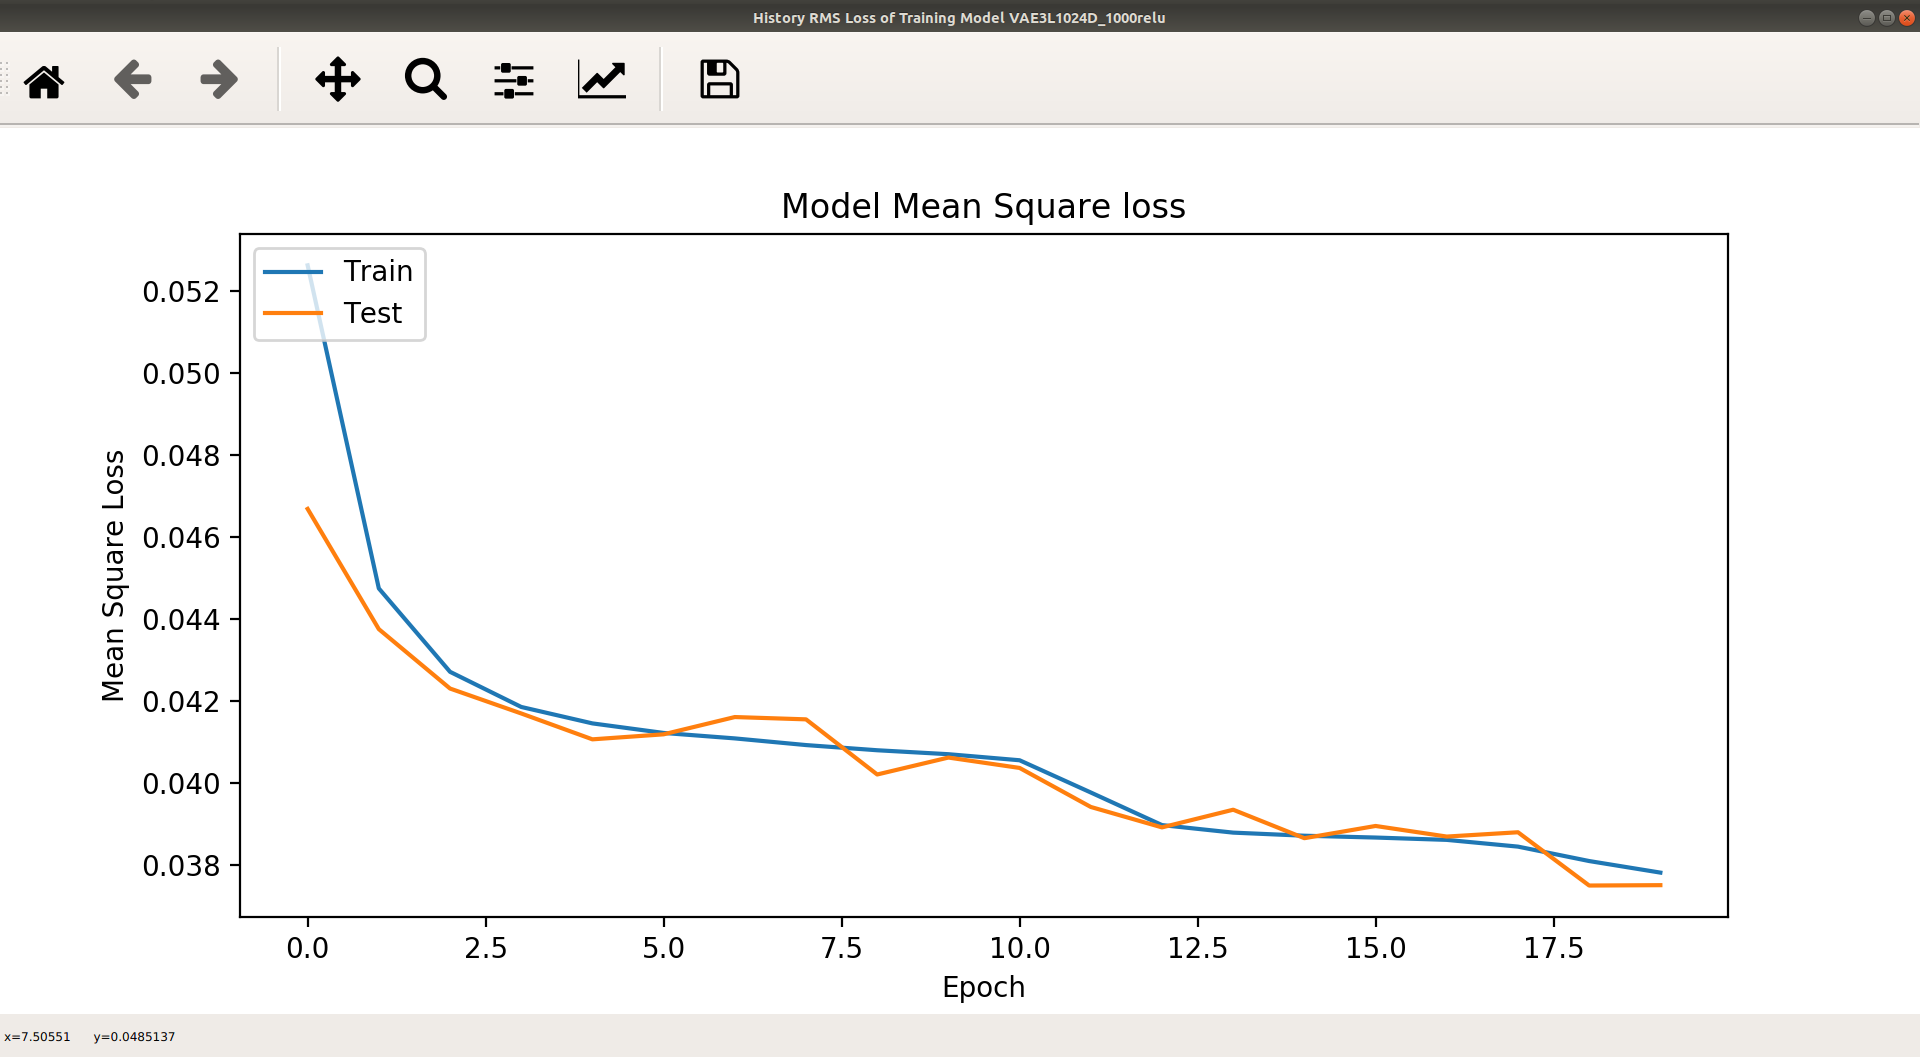 History RMS Loss of Training Model VAE3L1024D_1000relu
Model Mean Square loss
Train
Test
0.052
0.050
0.048
0.046
0.044
0.042
0.040
0.038
Mean Square Loss
0.0 2.5 5.0 7.5 10.0 12.5 15.0 17.5
Epoch
x=7.50551 y=0.0485137